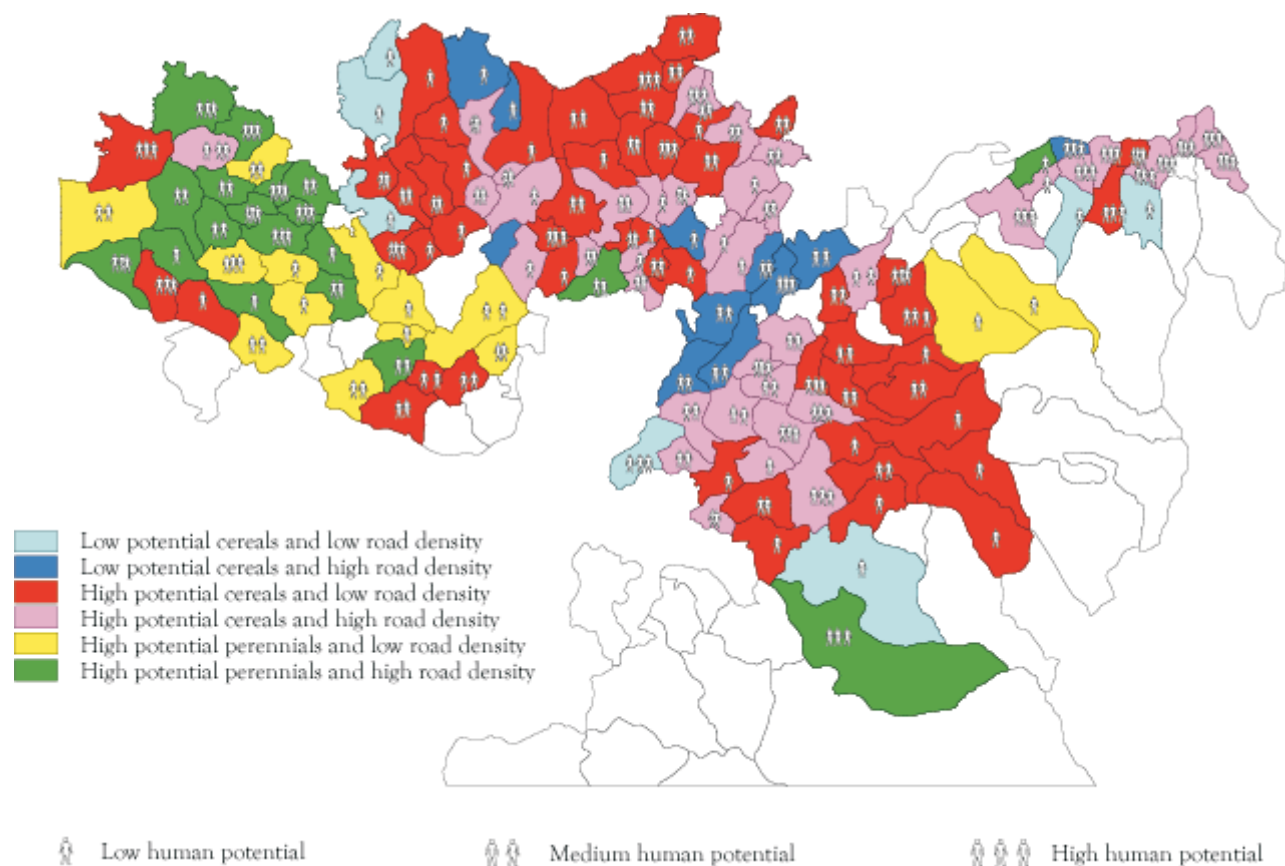 Low potential cereals and low road density
Low potential cereals and high road density
High potential cereals and low road density
High potential cereals and high road density
High potential perennials and low road density
High potential perennials and high road density
Low human potential
Medium human potential
High human potential